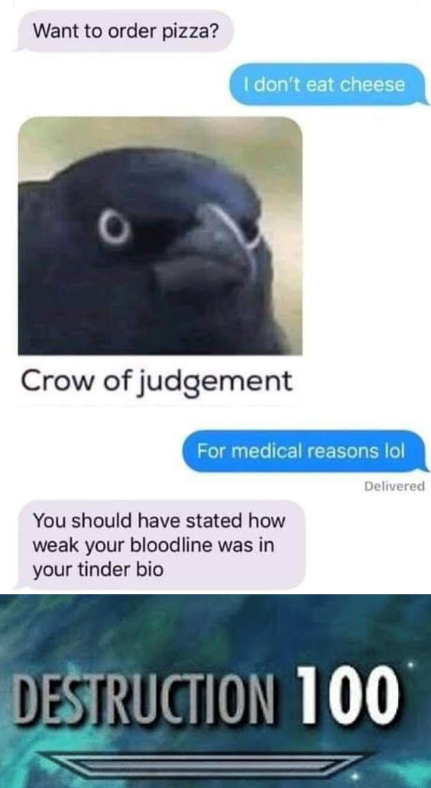 Want to order pizza?
I don't eat cheese
Crow of judgement
For medical reasons lol
Delivered
You should have stated how
weak your bloodline was in
your tinder bio
DESTRUCTION 100